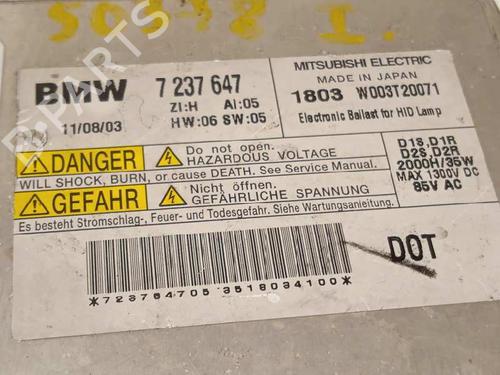 BMW 7 237 647
ZI:H AI:05
11/08/03 HW:06 SW:05
MITSUBISHI ELECTRIC
MADE IN JAPAN
1803 W003T20071
Electronic Ballast for HID Lamp
DANGER
Do not open.
HAZARDOUS VOLTAGE
WILL SHOCK, BURN, or cause DEATH. See Service Manual.
GEFAHR
Nicht öffnen.
GEFÄHRLICHE SPANNUNG
Es besteht Stromschlag-, Feuer- und Todesgefahr. Siehe Wartungsanleitung.
D1S, D1R
D2S, D2R
2000H/35W
MAX 1300V DC
85V AC
DOT
*723764705 3518034100*